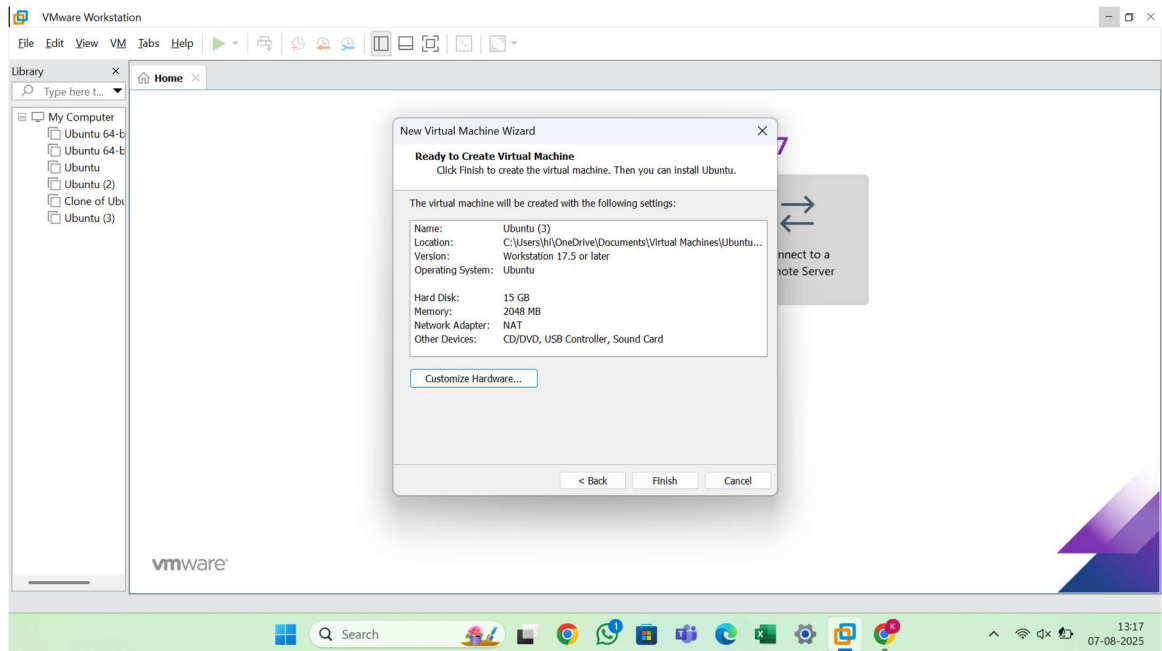 VMware Workstation
File Edit View VM Tabs Help
Library
Type here t...
Home
My Computer
Ubuntu 64-b
Ubuntu 64-b
Ubuntu
Ubuntu (2)
Clone of Ubu
Ubuntu (3)
7
nnect to a
note Server
New Virtual Machine Wizard
Ready to Create Virtual Machine
Click Finish to create the virtual machine. Then you can install Ubuntu.
The virtual machine will be created with the following settings:
Name: Ubuntu (3)
Location: C:\Users\hi\OneDrive\Documents\Virtual Machines\Ubuntu...
Version: Workstation 17.5 or later
Operating System: Ubuntu
Hard Disk: 15 GB
Memory: 2048 MB
Network Adapter: NAT
Other Devices: CD/DVD, USB Controller, Sound Card
Customize Hardware...
< Back Finish Cancel
vmware
Search
1
K
13:17
07-08-2025